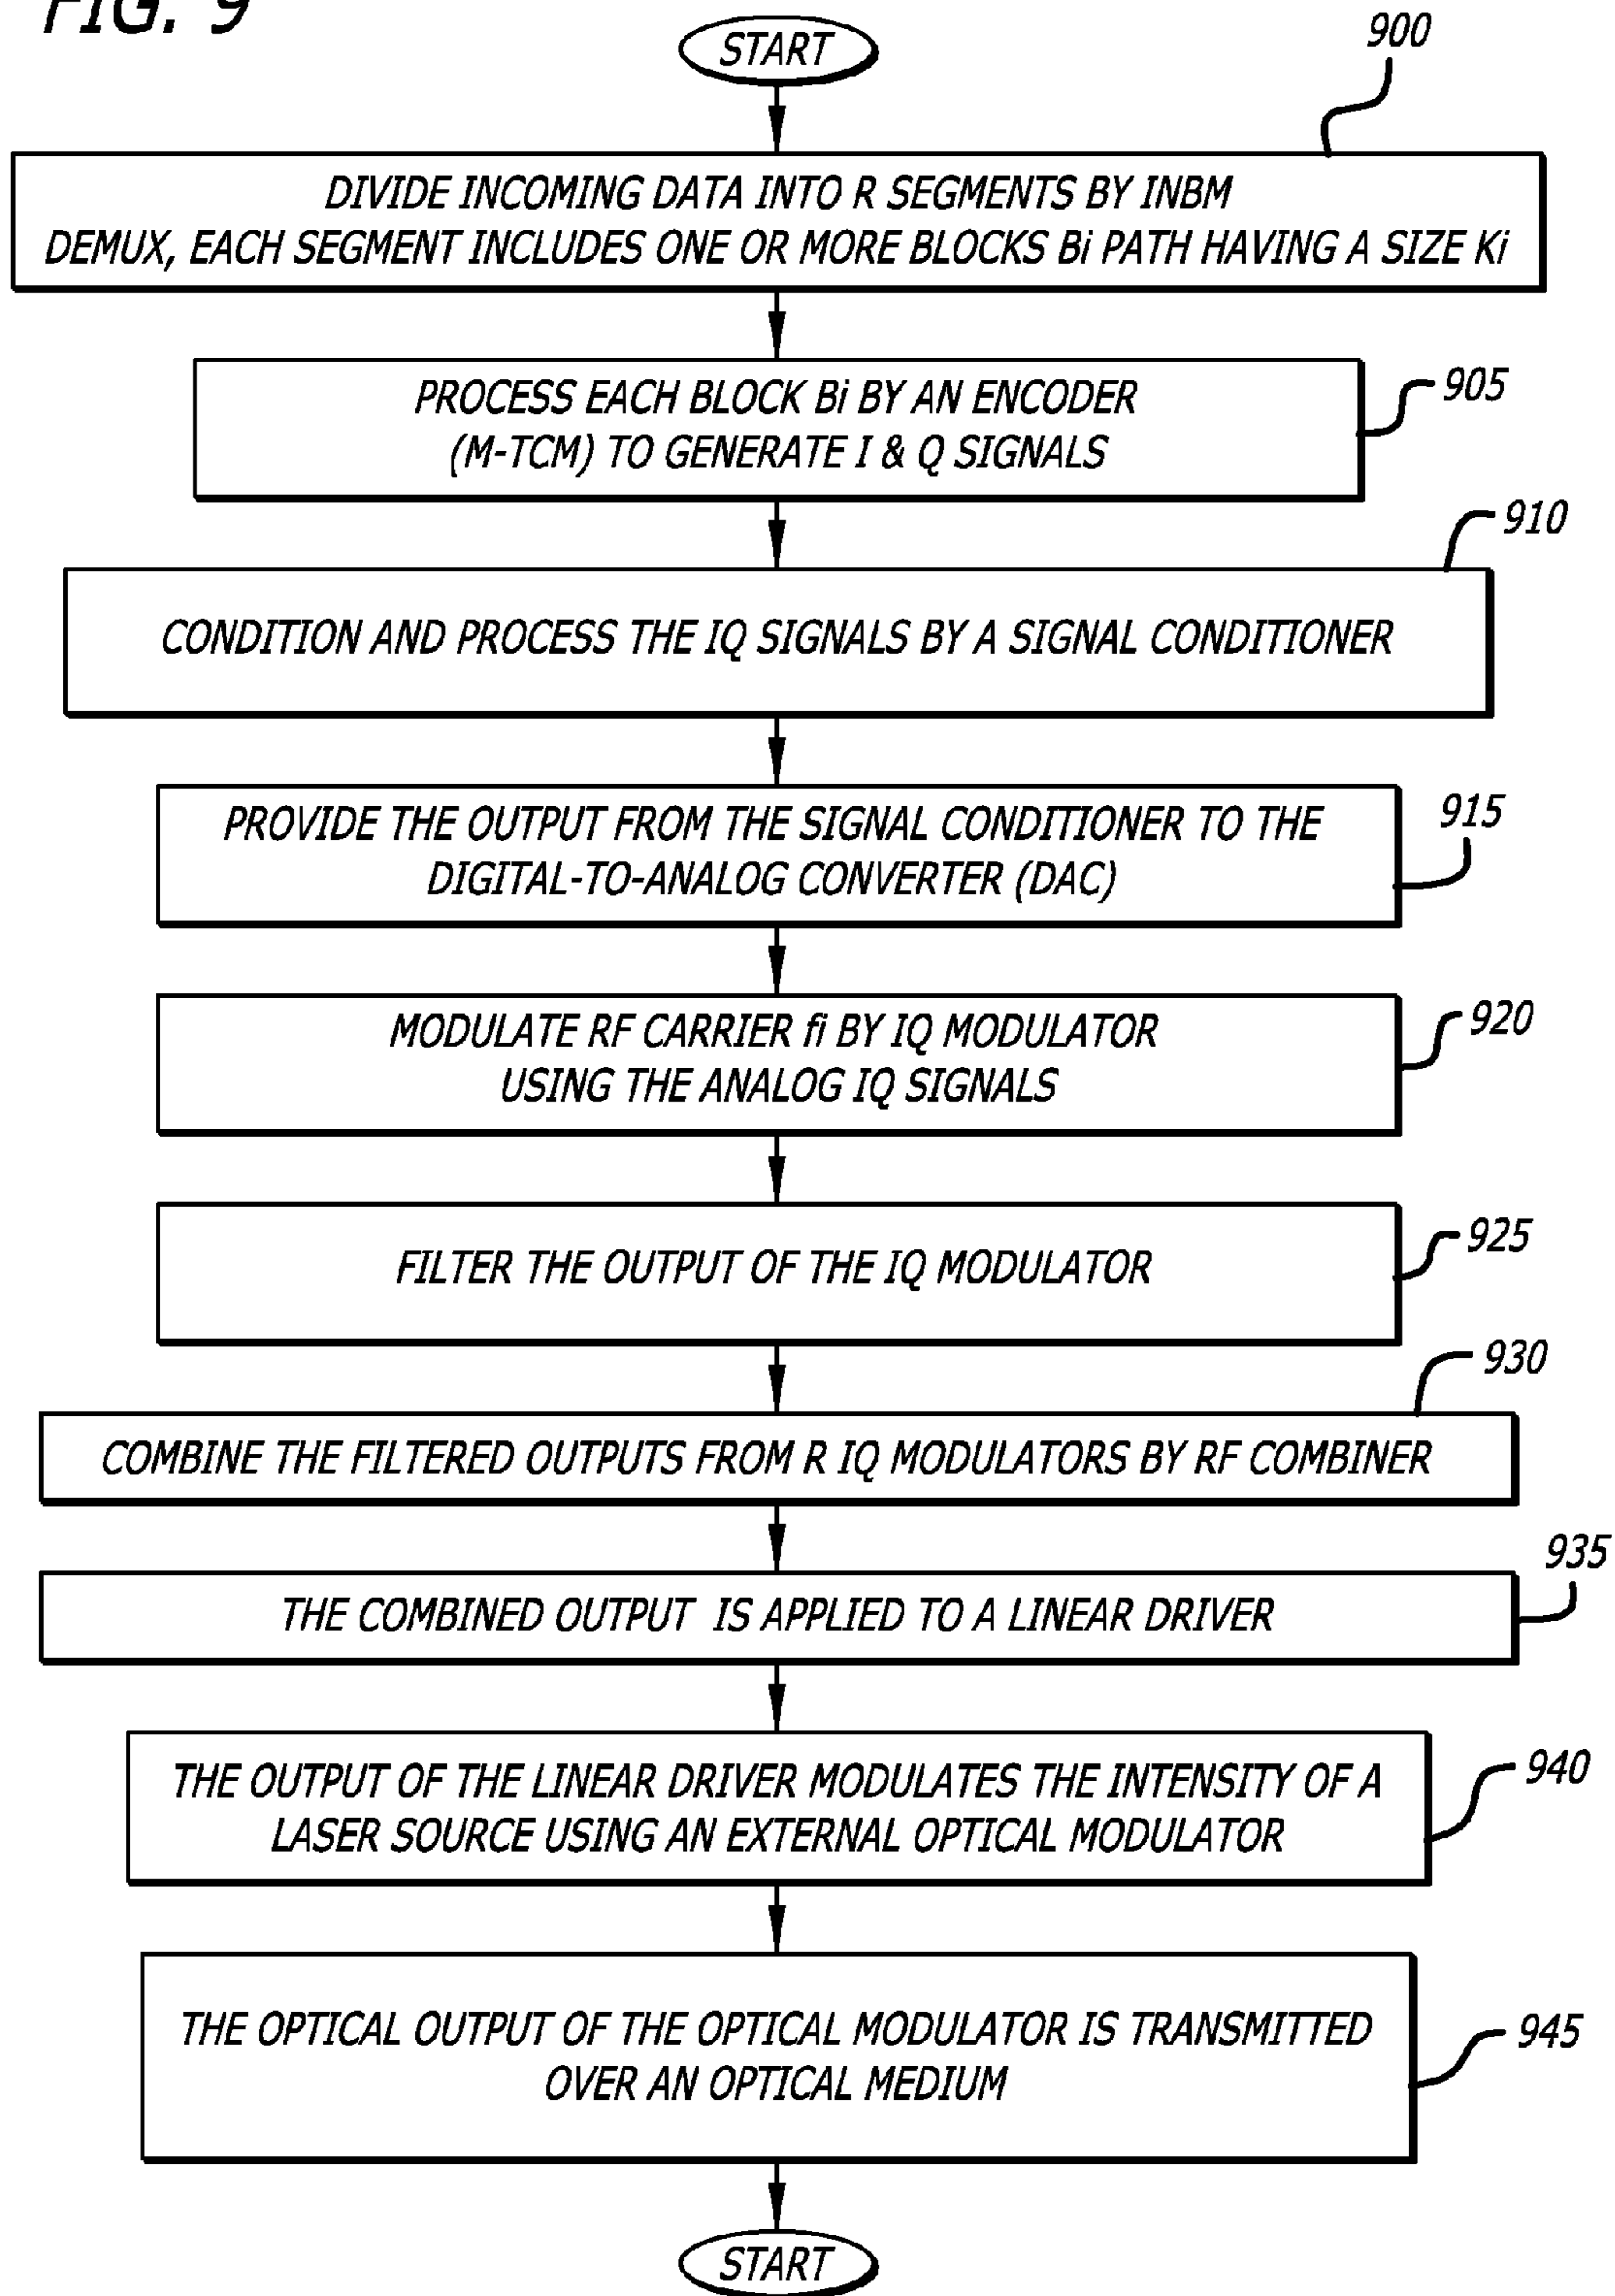 FIG. 9
START
900
DIVIDE INCOMING DATA INTO R SEGMENTS BY INBM
DEMUX, EACH SEGMENT INCLUDES ONE OR MORE BLOCKS Bi PATH HAVING A SIZE Ki
PROCESS EACH BLOCK Bi BY AN ENCODER
(M-TCM) TO GENERATE I & Q SIGNALS
905
910
CONDITION AND PROCESS THE IQ SIGNALS BY A SIGNAL CONDITIONER
PROVIDE THE OUTPUT FROM THE SIGNAL CONDITIONER TO THE
DIGITAL-TO-ANALOG CONVERTER (DAC)
915
MODULATE RF CARRIER fi BY IQ MODULATOR
USING THE ANALOG IQ SIGNALS
920
FILTER THE OUTPUT OF THE IQ MODULATOR
925
930
COMBINE THE FILTERED OUTPUTS FROM R IQ MODULATORS BY RF COMBINER
935
THE COMBINED OUTPUT IS APPLIED TO A LINEAR DRIVER
THE OUTPUT OF THE LINEAR DRIVER MODULATES THE INTENSITY OF A
LASER SOURCE USING AN EXTERNAL OPTICAL MODULATOR
940
THE OPTICAL OUTPUT OF THE OPTICAL MODULATOR IS TRANSMITTED
OVER AN OPTICAL MEDIUM
945
START